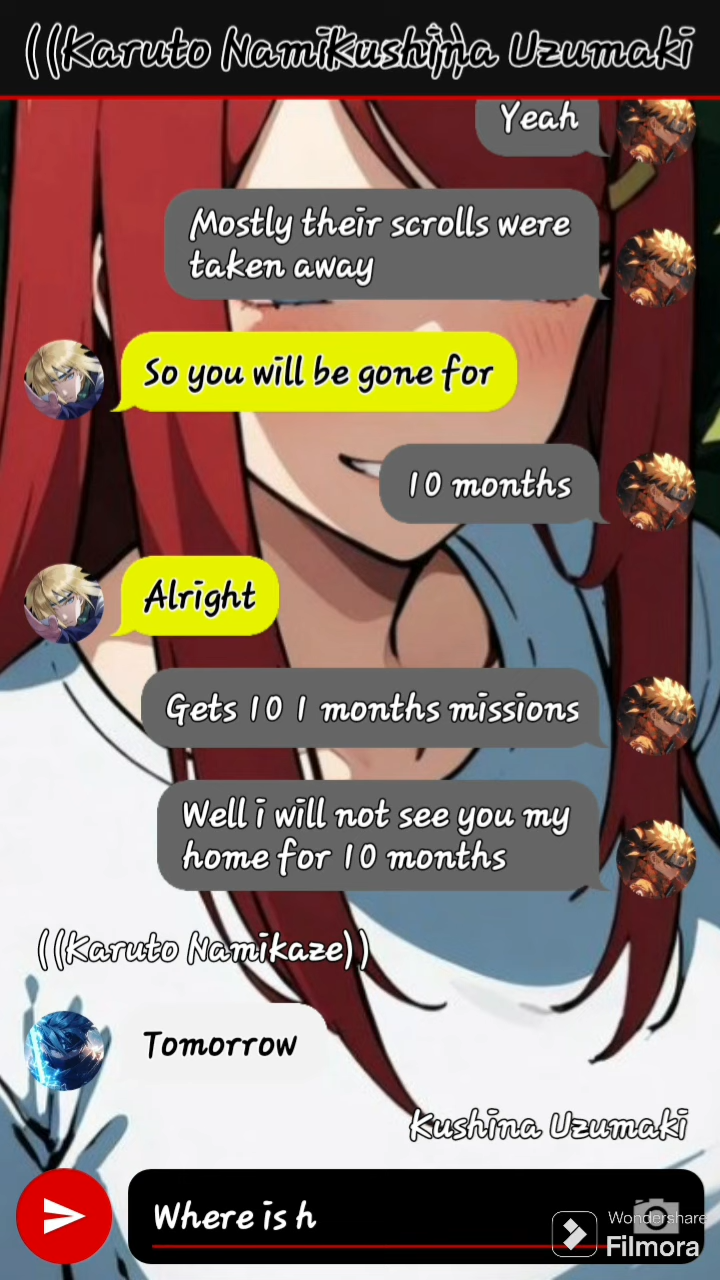 ((Karuto Namikaze))
Kushina Uzumaki
Yeah
Mostly their scrolls were
taken away
So you will be gone for
10 months
Alright
Gets 10 1 months missions
Well i will not see you my
home for 10 months
((Karuto Namikaze))
Tomorrow
Kushina Uzumaki
Where is h
Wondershare
Filmora